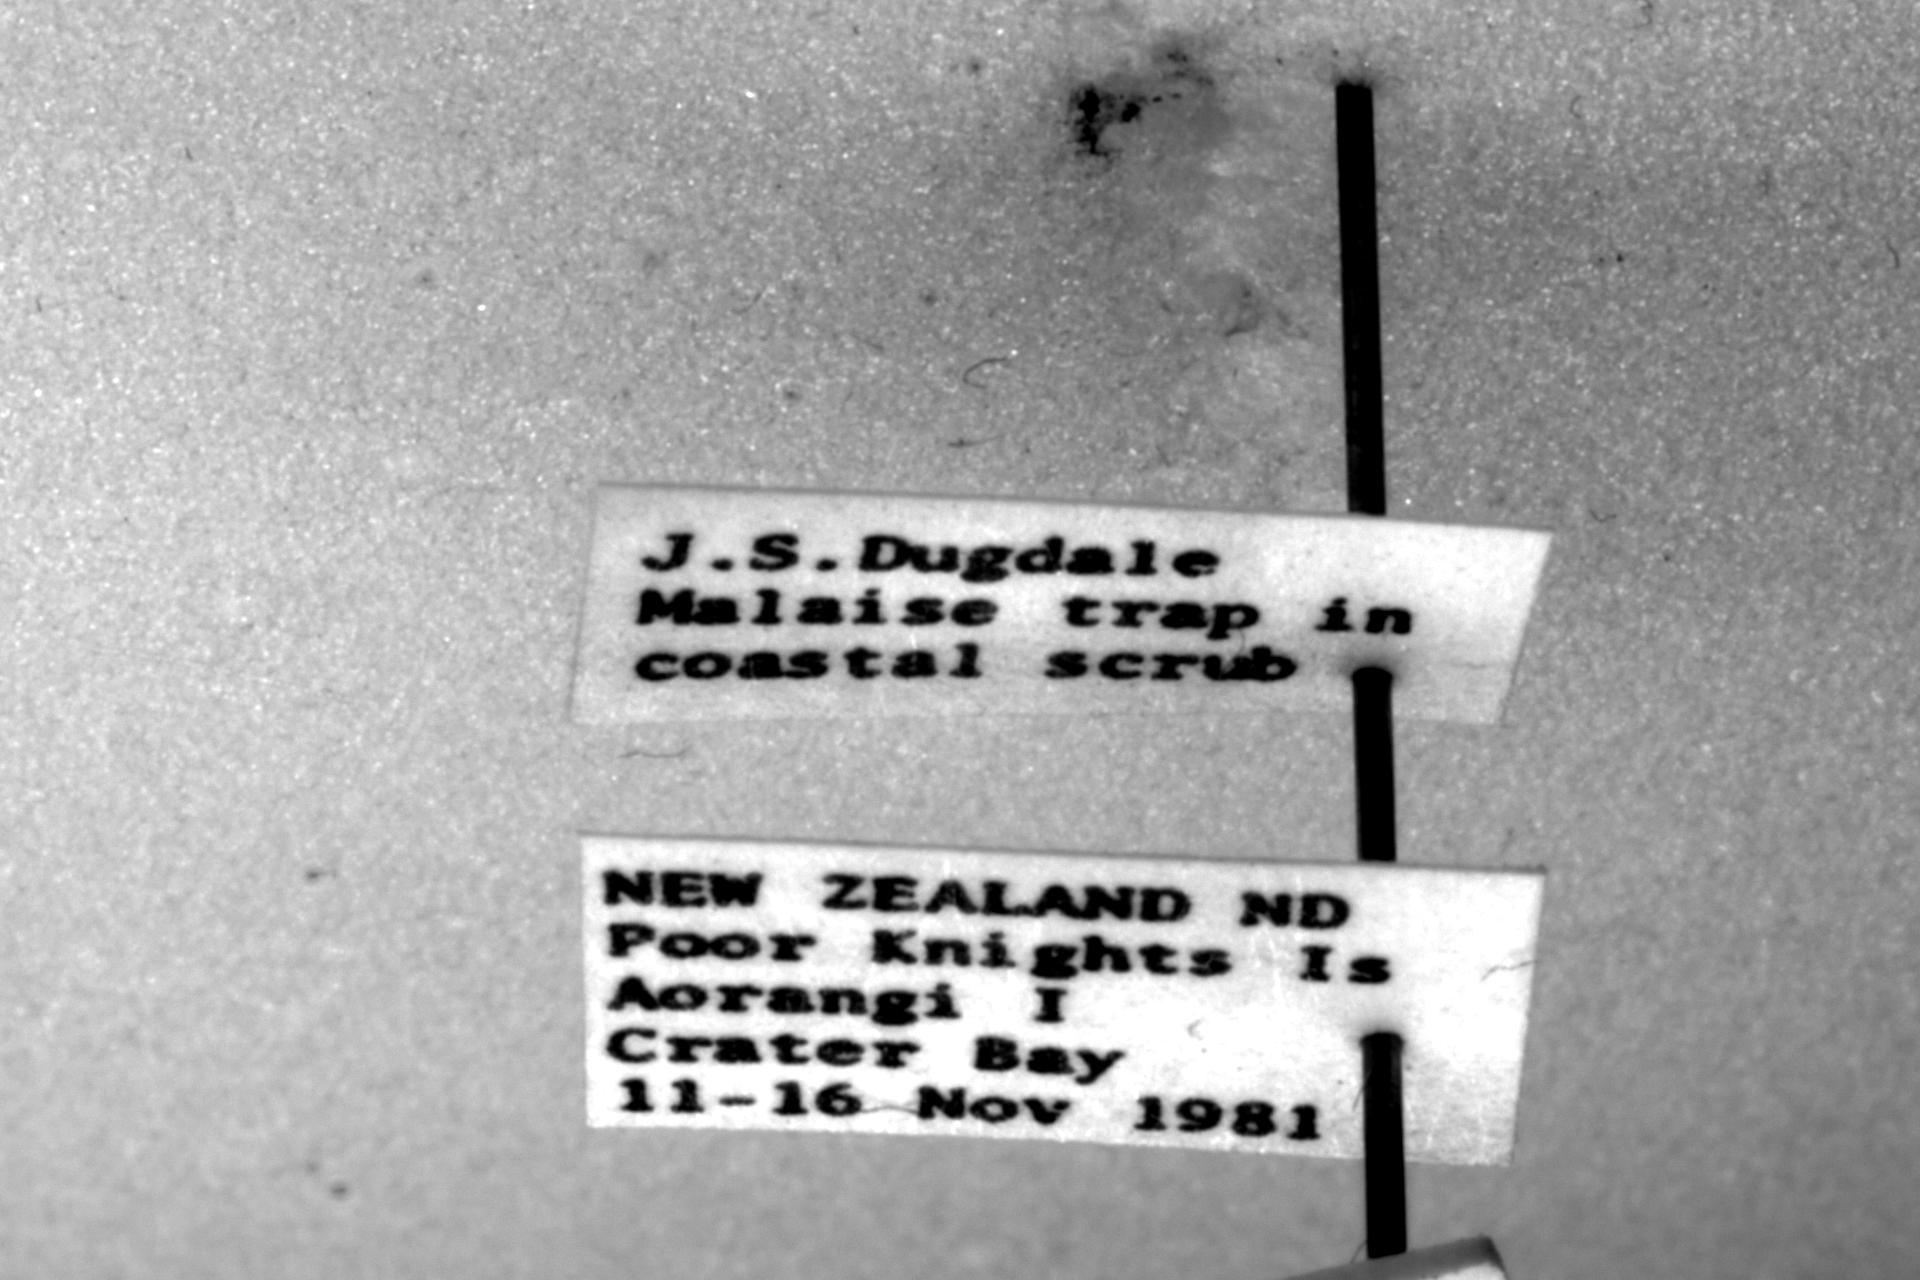 J.S.Dugdale
Malaise trap in
coastal scrub
NEW ZEALAND ND
Poor Knights Is
Aorangi I
Crater Bay
11-16 Nov 1981